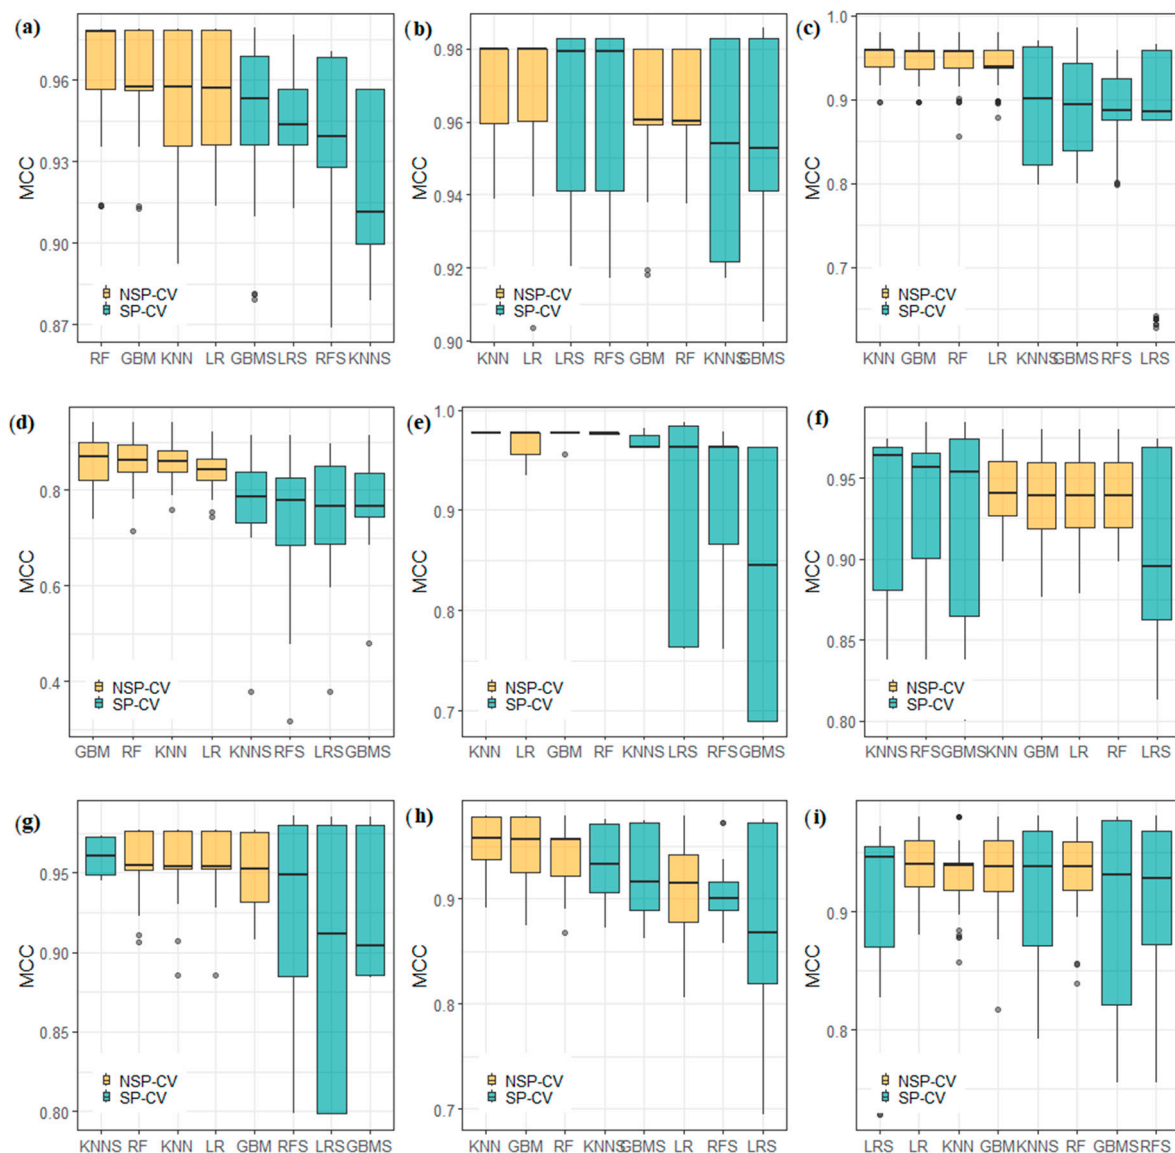 (a)
MCC
0.96
0.93
0.90
0.87
NSP-CV
SP-CV
RF GBM KNN LR GBMS LRS RFS KNNS
(b)
MCC
0.98
0.96
0.94
0.92
0.90
NSP-CV
SP-CV
KNN LR LRS RFS GBM RF KNNS GBMS
(c)
MCC
1.0
0.9
0.8
0.7
NSP-CV
SP-CV
KNN GBM RF LR KNNS GBMS RFS LRS
(d)
MCC
0.8
0.6
0.4
NSP-CV
SP-CV
GBM RF KNN LR KNNS RFS LRS GBMS
(e)
MCC
1.0
0.9
0.8
0.7
NSP-CV
SP-CV
KNN LR GBM RF KNNS LRS RFS GBMS
(f)
MCC
0.95
0.90
0.85
0.80
NSP-CV
SP-CV
KNNS RFS GBMS KNN GBM LR RF LRS
(g)
MCC
0.95
0.90
0.85
0.80
NSP-CV
SP-CV
KNNS RF KNN LR GBM RFS LRS GBMS
(h)
MCC
0.9
0.8
0.7
NSP-CV
SP-CV
KNN GBM RF KNNS GBMS LR RFS LRS
(i)
MCC
0.9
0.8
NSP-CV
SP-CV
LRS LR KNN GBM KNNS RF GBMS RFS